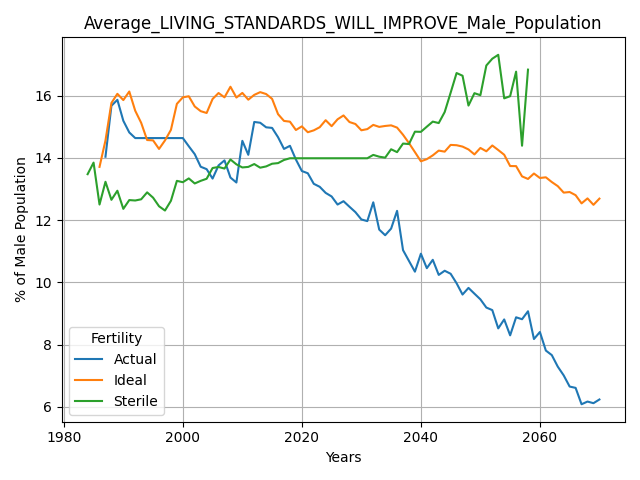 Average_LIVING_STANDARDS_WILL_IMPROVE_Male_Population
% of Male Population
16
14
12
10
8
6
Fertility
Actual
Ideal
Sterile
1980
2000
2020
2040
2060
Years